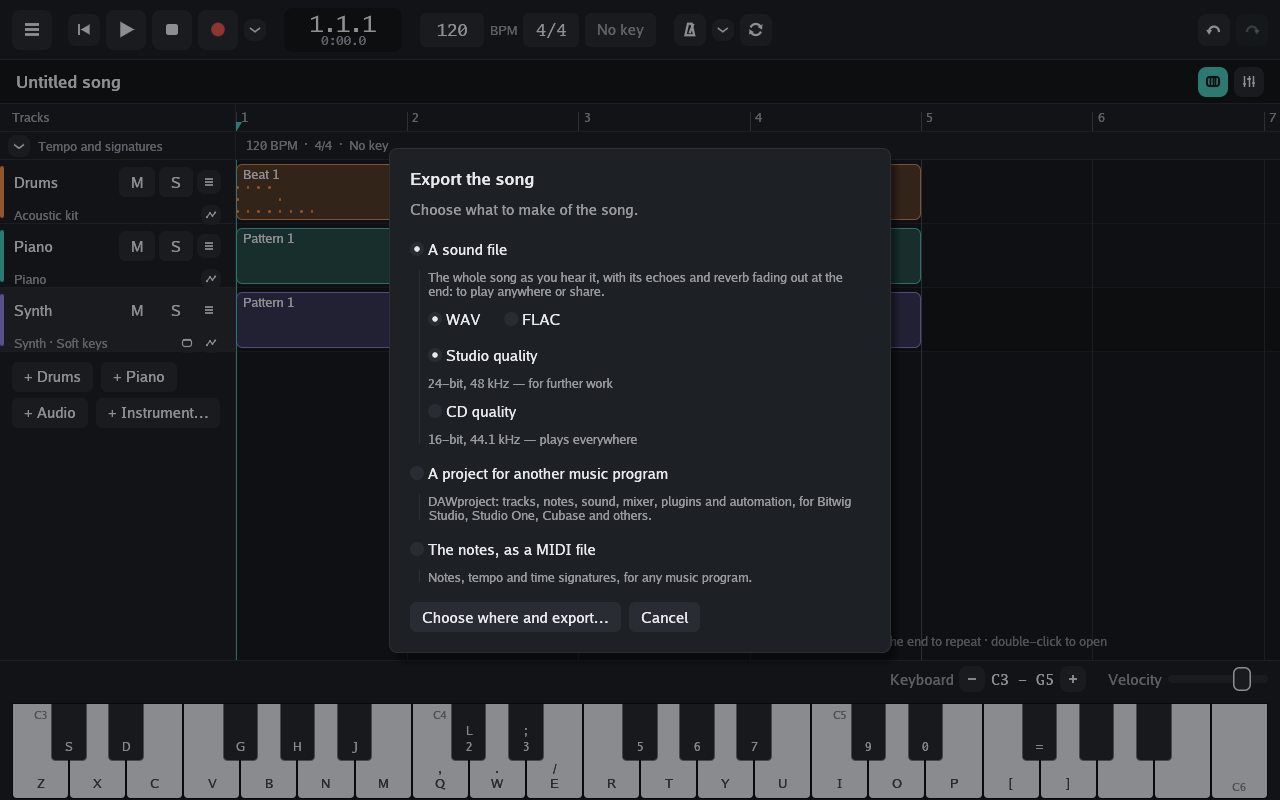 1.1.1
0:00.0
120 BPM 4/4 No key
Untitled song
Tracks 1 2 3 4 5 6 7
Tempo and signatures 120 BPM · 4/4 · No key
Drums M S Beat 1
Acoustic kit
Piano M S Pattern 1
Piano
Synth M S Pattern 1
Synth · Soft keys
+ Drums + Piano
+ Audio + Instrument...
Export the song
Choose what to make of the song.
A sound file
The whole song as you hear it, with its echoes and reverb fading out at the
end: to play anywhere or share.
WAV FLAC
Studio quality
24–bit, 48 kHz — for further work
CD quality
16–bit, 44.1 kHz — plays everywhere
A project for another music program
DAWproject: tracks, notes, sound, mixer, plugins and automation, for Bitwig
Studio, Studio One, Cubase and others.
The notes, as a MIDI file
Notes, tempo and time signatures, for any music program.
Choose where and export... Cancel
he end to repeat · double–click to open
Keyboard − C3 – G5 + Velocity
C3 C4 C5
L ;
S D G H J 2 3 5 6 7 9 0 =
, . /
Z X C V B N M Q W E R T Y U I O P [ ] C6